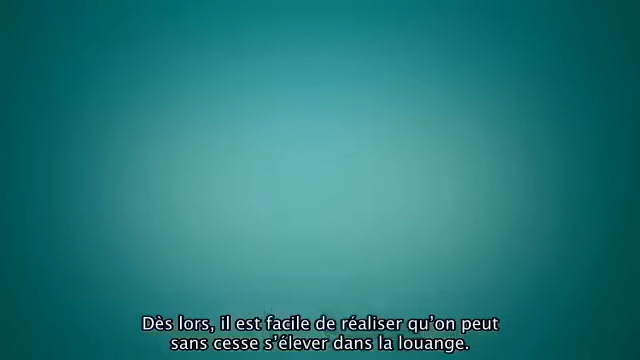 Dès lors, il est facile de réaliser qu'on peut
sans cesse s'élever dans la louange.